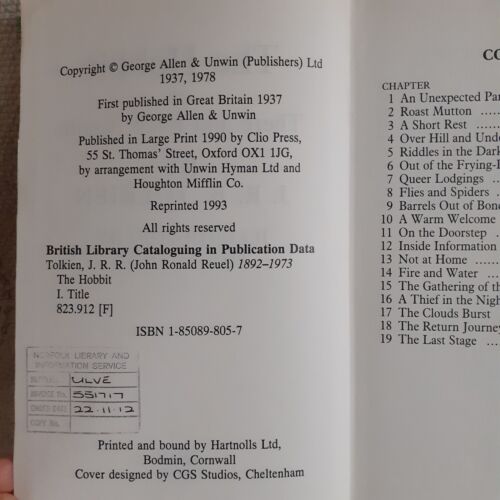 Copyright © George Allen & Unwin (Publishers) Ltd
1937, 1978
First published in Great Britain 1937
by George Allen & Unwin
Published in Large Print 1990 by Clio Press,
55 St. Thomas' Street, Oxford OX1 1JG,
by arrangement with Unwin Hyman Ltd and
Houghton Mifflin Co.
Reprinted 1993
All rights reserved
British Library Cataloguing in Publication Data
Tolkien, J. R. R. (John Ronald Reuel) 1892–1973
The Hobbit
I. Title
823.912 [F]
ISBN 1-85089-805-7
NORFOLK LIBRARY AND
INFORMATION SERVICE
ULVE
INVOICE No. 551717
ORDER DATE 22.11.12
COPY No.
Printed and bound by Hartnolls Ltd,
Bodmin, Cornwall
Cover designed by CGS Studios, Cheltenham
CO
CHAPTER
1 An Unexpected Par
2 Roast Mutton .....
3 A Short Rest .....
4 Over Hill and Unde
5 Riddles in the Dark
6 Out of the Frying-P
7 Queer Lodgings ..
8 Flies and Spiders .
9 Barrels Out of Bond
10 A Warm Welcome
11 On the Doorstep .
12 Inside Information
13 Not at Home ......
14 Fire and Water ...
15 The Gathering of th
16 A Thief in the Nigh
17 The Clouds Burst
18 The Return Journey
19 The Last Stage ...